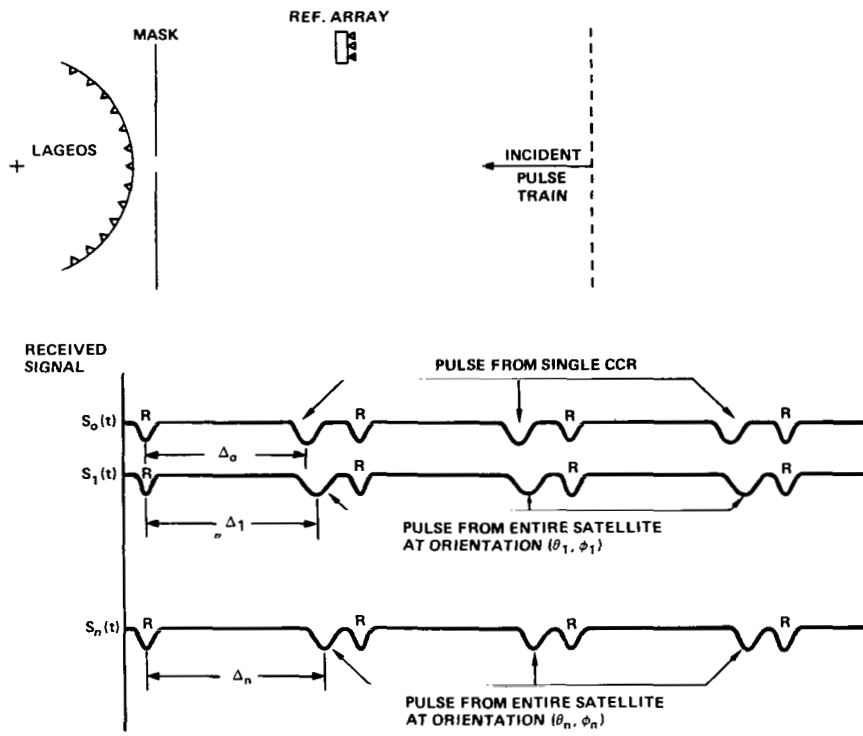 REF. ARRAY
MASK
LAGEOS
+
INCIDENT
PULSE
TRAIN
RECEIVED
SIGNAL
PULSE FROM SINGLE CCR
S₀(t) R R R R
Δ₀
S₁(t) R R R R
Δ₁
PULSE FROM ENTIRE SATELLITE
AT ORIENTATION (θ₁, ϕ₁)
Sₙ(t) R R R R
Δₙ
PULSE FROM ENTIRE SATELLITE
AT ORIENTATION (θₙ, ϕₙ)